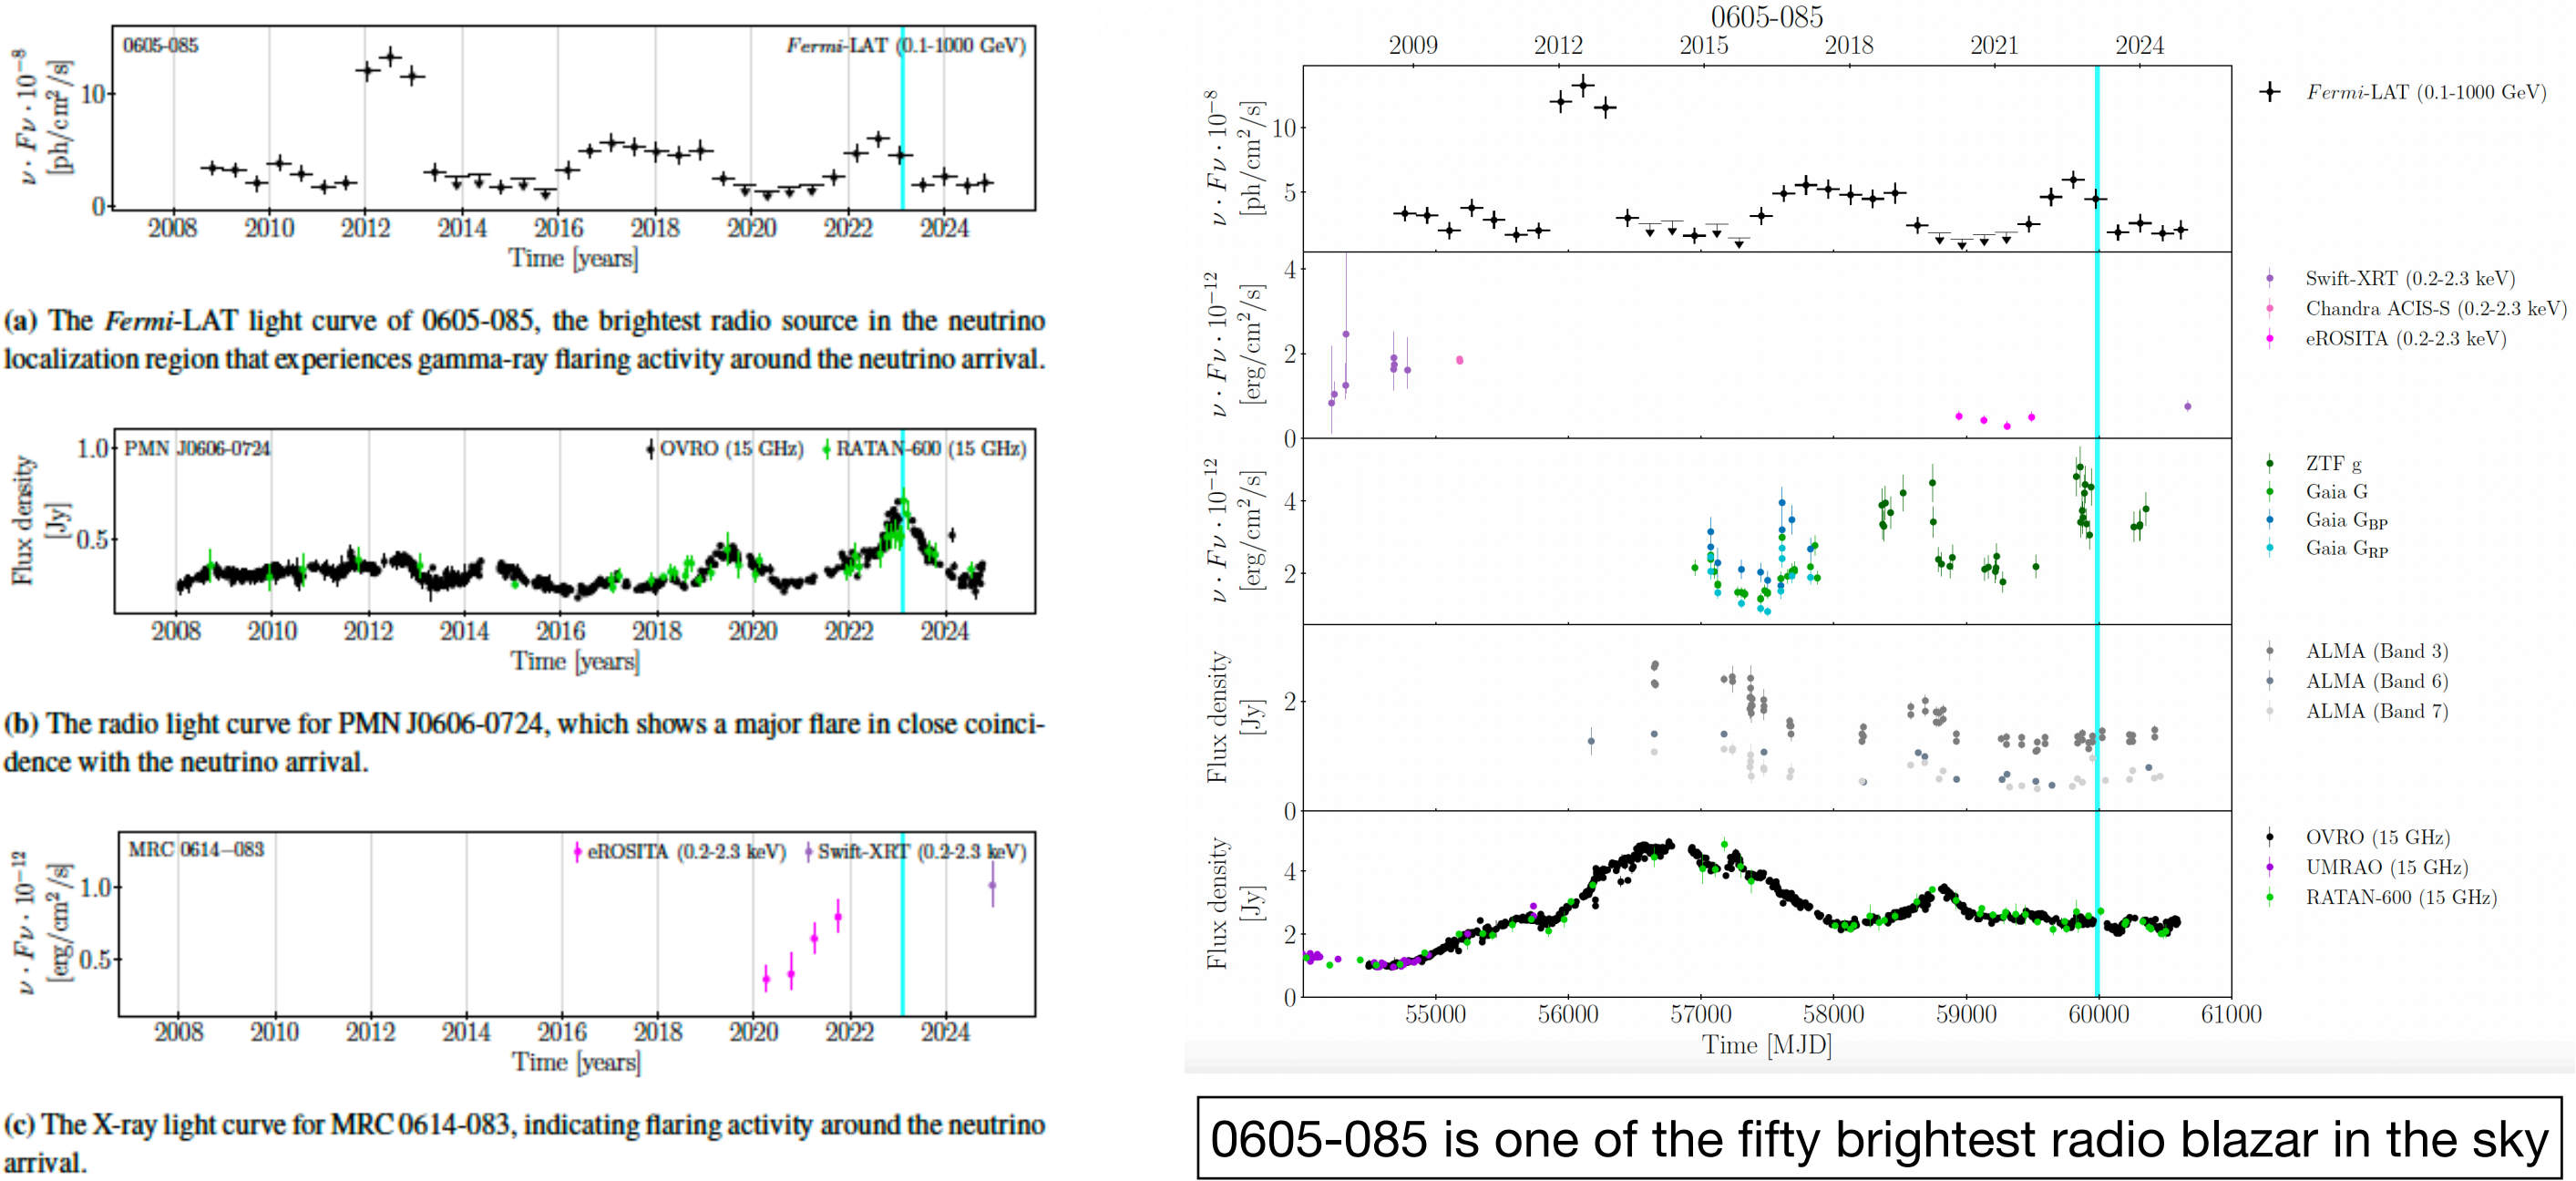 0605-085
Fermi-LAT (0.1-1000 GeV)
ν · Fν · 10⁻⁸
[ph/cm²/s]
10
0
2008 2010 2012 2014 2016 2018 2020 2022 2024
Time [years]
(a) The Fermi-LAT light curve of 0605-085, the brightest radio source in the neutrino
localization region that experiences gamma-ray flaring activity around the neutrino arrival.
PMN J0606-0724
OVRO (15 GHz) RATAN-600 (15 GHz)
Flux density
[Jy]
1.0
0.5
2008 2010 2012 2014 2016 2018 2020 2022 2024
Time [years]
(b) The radio light curve for PMN J0606-0724, which shows a major flare in close coinci-
dence with the neutrino arrival.
MRC 0614−083
eROSITA (0.2-2.3 keV) Swift-XRT (0.2-2.3 keV)
ν · Fν · 10⁻¹²
[erg/cm²/s]
1.0
0.5
2008 2010 2012 2014 2016 2018 2020 2022 2024
Time [years]
(c) The X-ray light curve for MRC 0614-083, indicating flaring activity around the neutrino
arrival.
0605-085
2009 2012 2015 2018 2021 2024
ν · Fν · 10⁻⁸
[ph/cm²/s]
10
5
Fermi-LAT (0.1-1000 GeV)
ν · Fν · 10⁻¹²
[erg/cm²/s]
4
2
0
Swift-XRT (0.2-2.3 keV)
Chandra ACIS-S (0.2-2.3 keV)
eROSITA (0.2-2.3 keV)
ν · Fν · 10⁻¹²
[erg/cm²/s]
4
2
ZTF g
Gaia G
Gaia G_BP
Gaia G_RP
Flux density
[Jy]
2
0
ALMA (Band 3)
ALMA (Band 6)
ALMA (Band 7)
Flux density
[Jy]
4
2
0
OVRO (15 GHz)
UMRAO (15 GHz)
RATAN-600 (15 GHz)
55000 56000 57000 58000 59000 60000 61000
Time [MJD]
0605-085 is one of the fifty brightest radio blazar in the sky